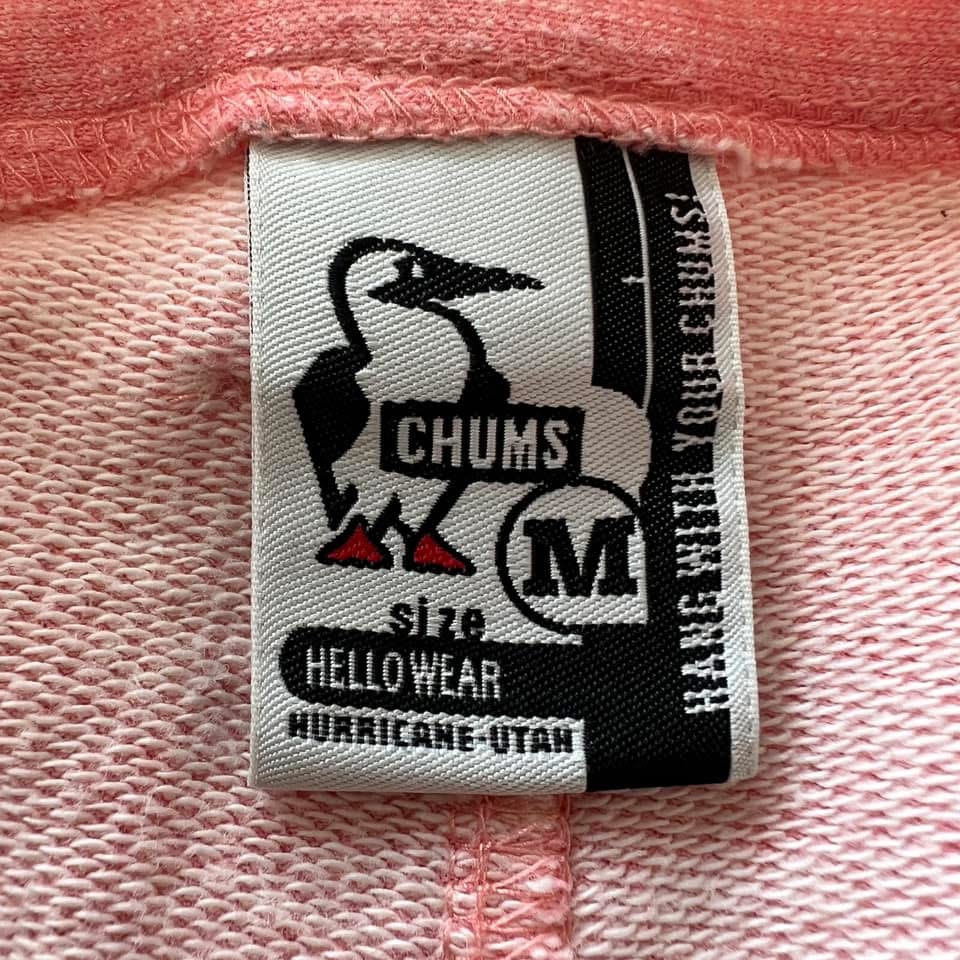 CHUMS
M
size
HELLO WEAR
HURRICANE-UTAH
HANG WITH YOUR CHUMS!